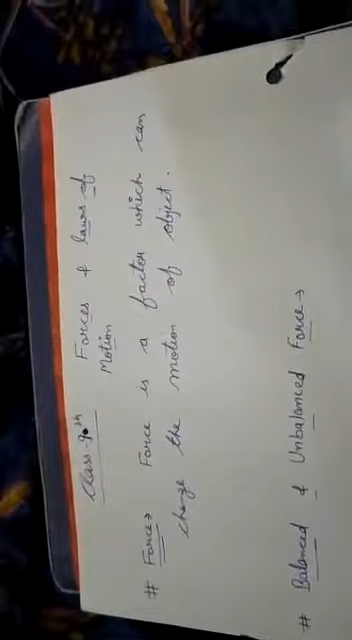 Class-9th Forces & laws of
Motion
# Force→ Force is a factor which can
change the motion of object.
# Balanced & Unbalanced Force→